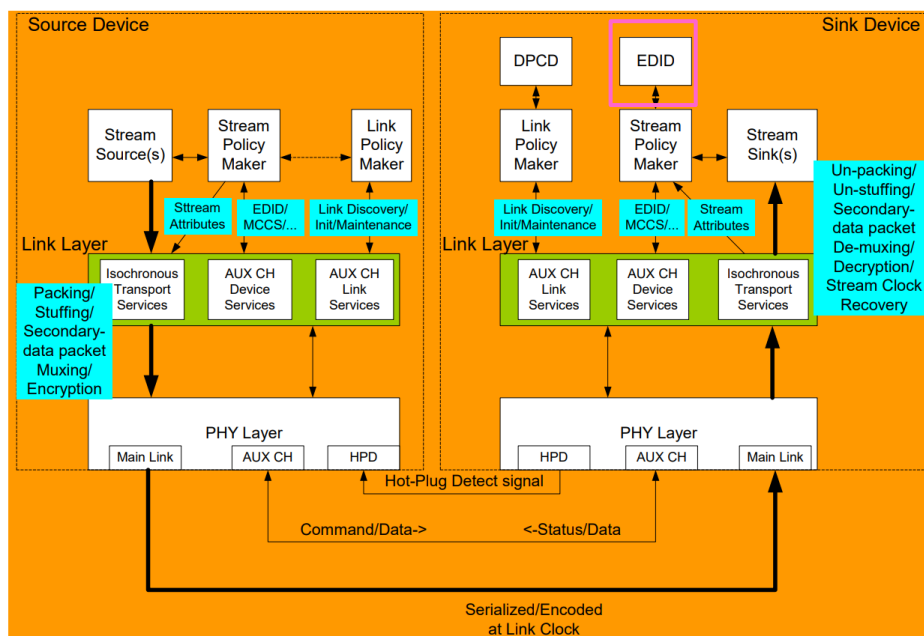 Source Device
Sink Device
DPCD
EDID
Stream
Source(s)
Stream
Policy
Maker
Link
Policy
Maker
Link
Policy
Maker
Stream
Policy
Maker
Stream
Sink(s)
Sttream
Attributes
EDID/
MCCS/...
Link Discovery/
Init/Maintenance
Link Discovery/
Init/Maintenance
EDID/
MCCS/...
Stream
Attributes
Un-packing/
Un-stuffing/
Secondary-
data packet
De-muxing/
Decryption/
Stream Clock
Recovery
Link Layer
Link Layer
Isochronous
Transport
Services
AUX CH
Device
Services
AUX CH
Link
Services
AUX CH
Link
Services
AUX CH
Device
Services
Isochronous
Transport
Services
Packing/
Stuffing/
Secondary-
data packet
Muxing/
Encryption
PHY Layer
Main Link
AUX CH
HPD
PHY Layer
HPD
AUX CH
Main Link
Hot-Plug Detect signal
Command/Data->
<-Status/Data
Serialized/Encoded
at Link Clock